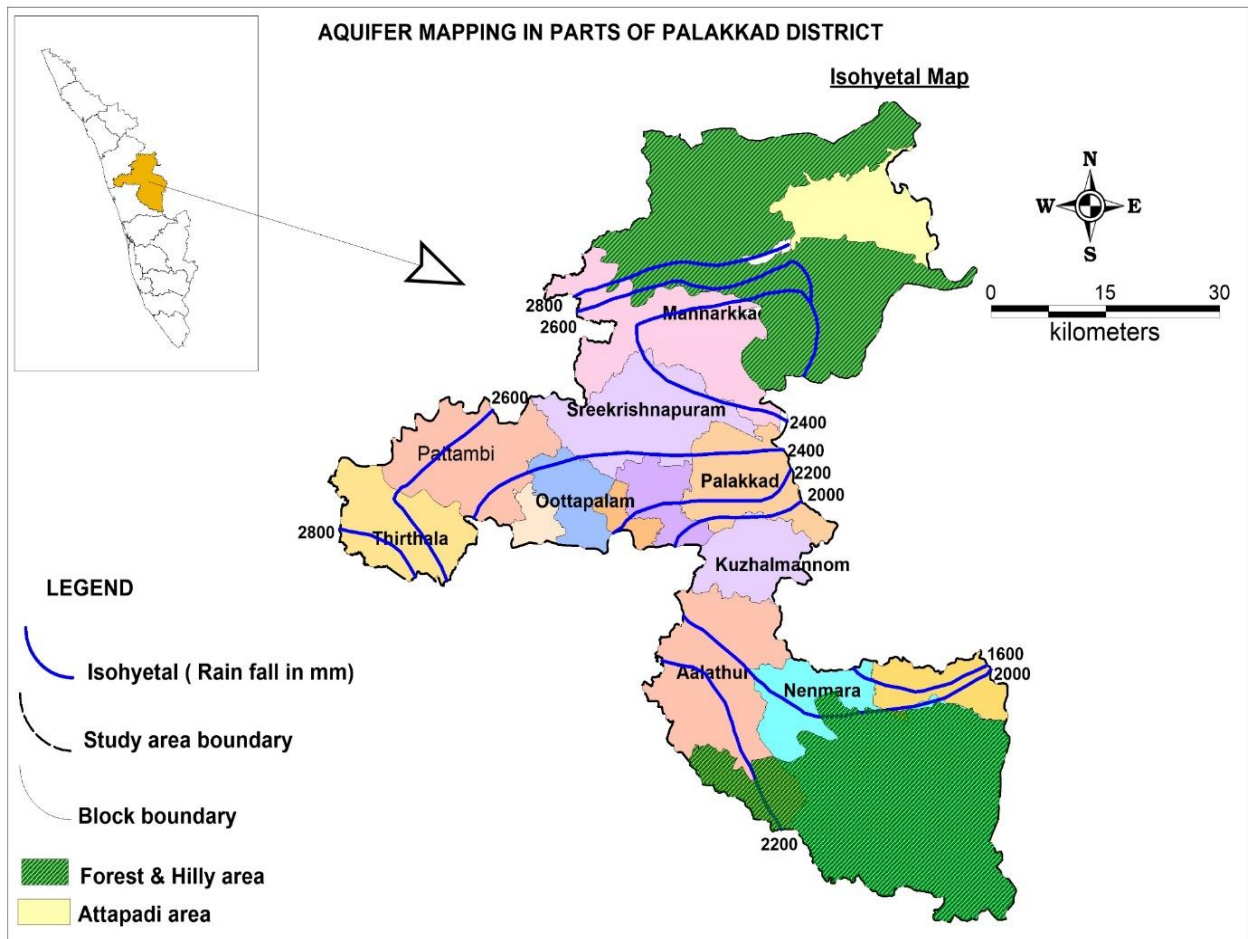 AQUIFER MAPPING IN PARTS OF PALAKKAD DISTRICT
Isohyetal Map
N
W
E
S
0
15
30
kilometers
2800
2600
Mannarkkad
Sreekrishnapuram
2600
2400
Pattambi
2400
2200
2000
Palakkad
Oottapalam
2800
Thirthala
Kuzhalmannom
LEGEND
Isohyetal ( Rain fall in mm)
Aalathur
Nenmara
1600
2000
Study area boundary
Block boundary
2200
Forest & Hilly area
Attapadi area